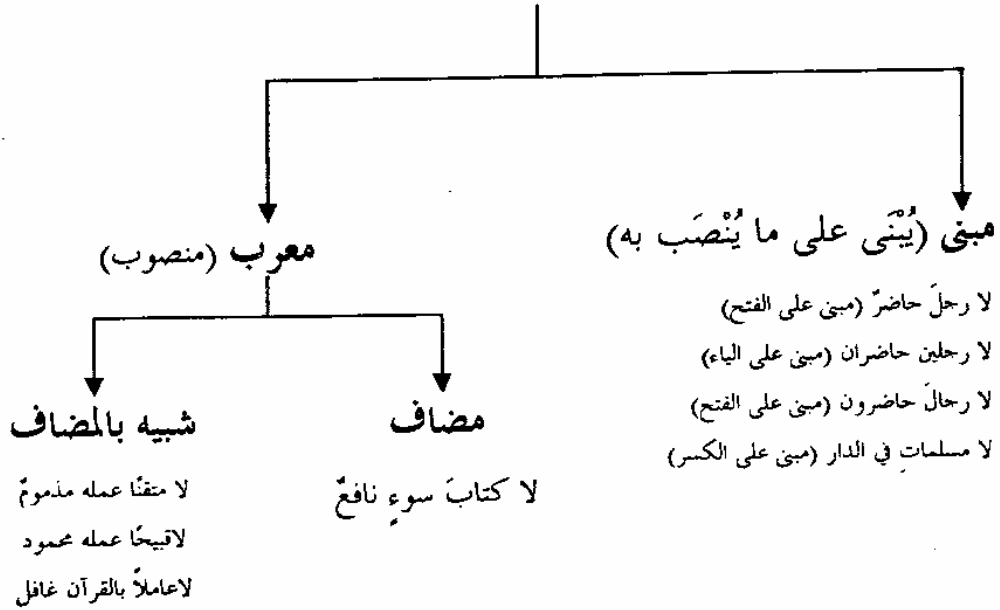 مبنى (يُبْنَى على ما يُنْصَب به)
لا رجلَ حاضرٌ (مبنى على الفتح)
لا رجلين حاضران (مبنى على الياء)
لا رجالَ حاضرون (مبنى على الفتح)
لا مسلماتِ في الدار (مبنى على الكسر)
معرب (منصوب)
مضاف
لا كتابَ سوءٍ نافعٌ
شبيه بالمضاف
لا متقنًا عمله مذمومٌ
لاقبيحًا عمله محمود
لاعاملاً بالقرآن غافل